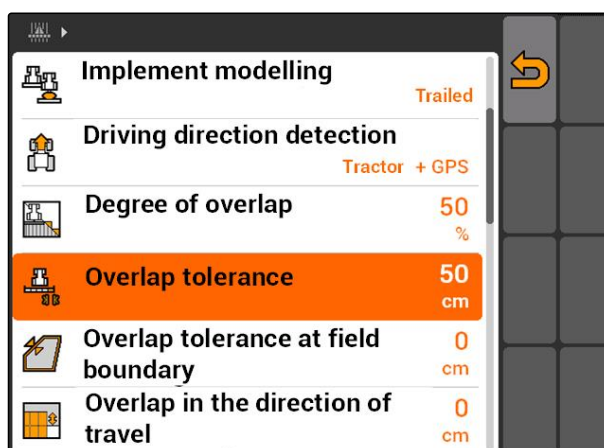 Implement modelling
Trailed
Driving direction detection
Tractor + GPS
Degree of overlap
50
%
Overlap tolerance
50
cm
Overlap tolerance at field
boundary
0
cm
Overlap in the direction of
travel
0
cm